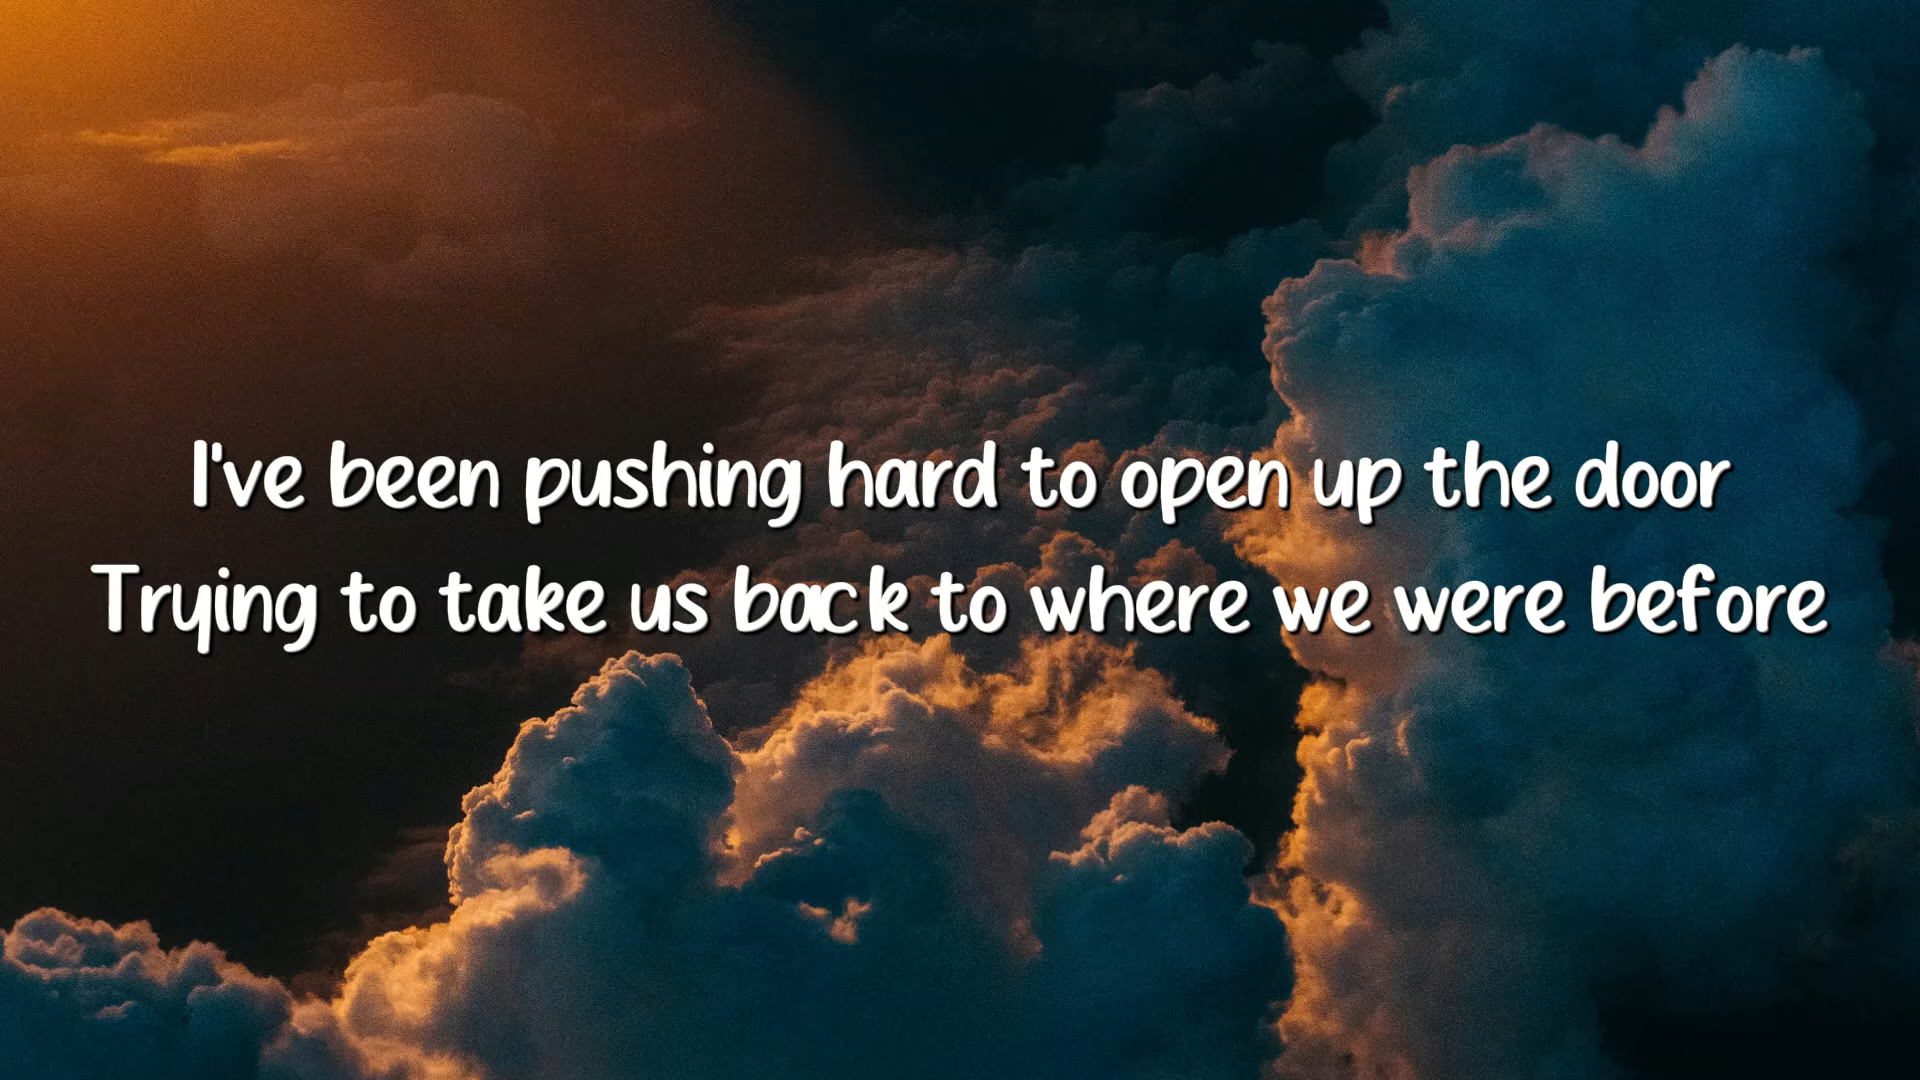 I've been pushing hard to open up the door
Trying to take us back to where we were before